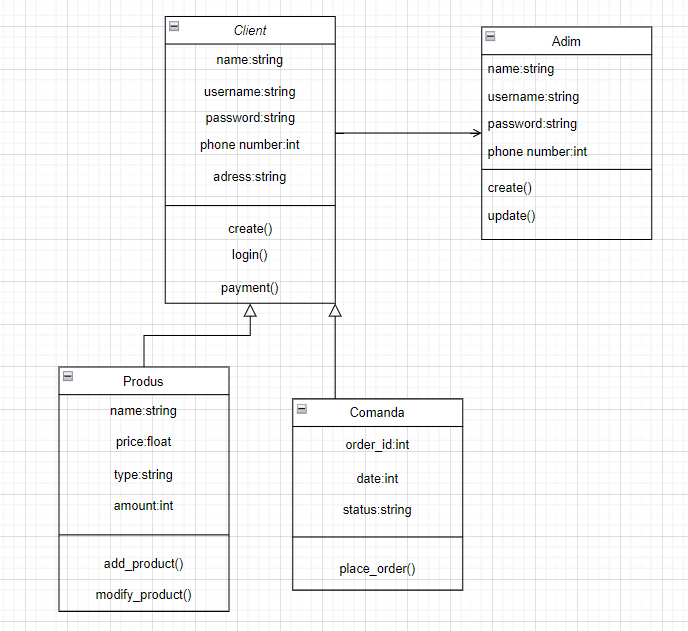 Client
name:string
username:string
password:string
phone number:int
adress:string
create()
login()
payment()
Adim
name:string
username:string
password:string
phone number:int
create()
update()
Produs
name:string
price:float
type:string
amount:int
add_product()
modify_product()
Comanda
order_id:int
date:int
status:string
place_order()